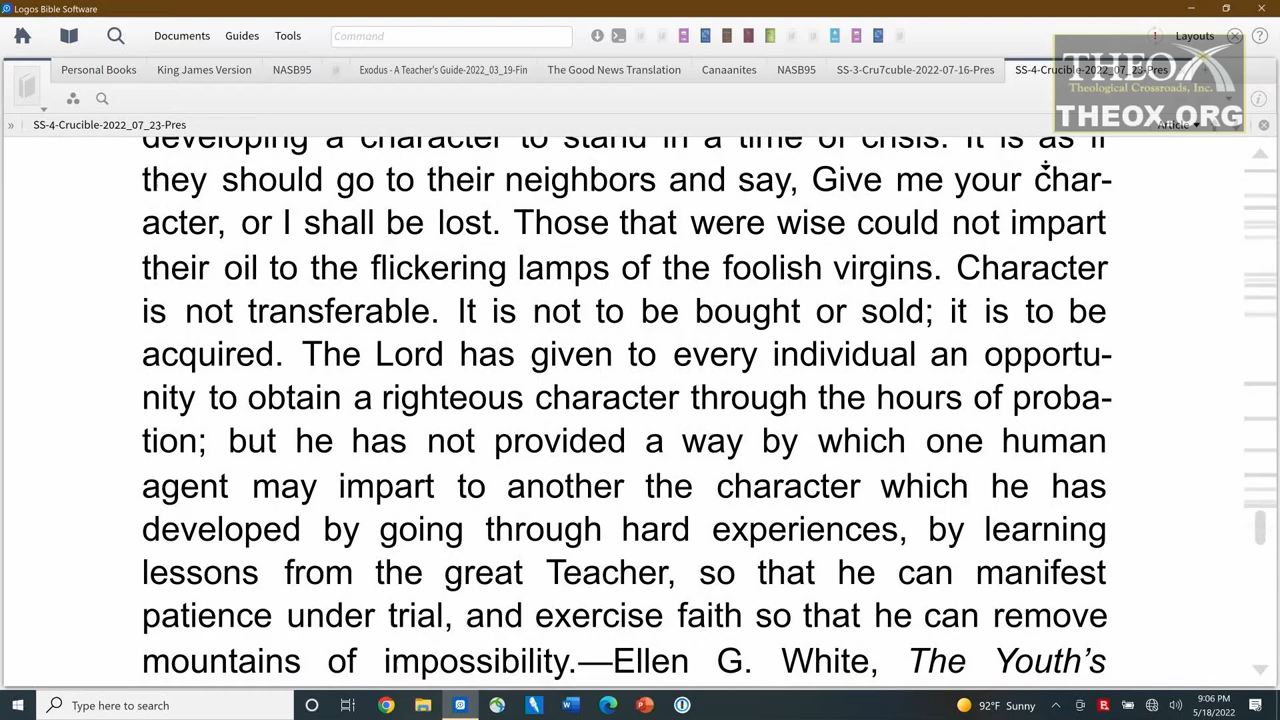 Logos Bible Software
Documents Guides Tools Command Layouts
Personal Books King James Version NASB95 2022_03_19-Fin The Good News Translation Canaanites NASB95 SS-3-Cru7cuble-2022-07-16-Pres SS-4-Crucible-2022_07_23-Pres
THEOX
Theological Crossroads, Inc.
THEOX.ORG
SS-4-Crucible-2022_07_23-Pres Article
developing a character to stand in a time of crisis. It is as if
they should go to their neighbors and say, Give me your char-
acter, or I shall be lost. Those that were wise could not impart
their oil to the flickering lamps of the foolish virgins. Character
is not transferable. It is not to be bought or sold; it is to be
acquired. The Lord has given to every individual an opportu-
nity to obtain a righteous character through the hours of proba-
tion; but he has not provided a way by which one human
agent may impart to another the character which he has
developed by going through hard experiences, by learning
lessons from the great Teacher, so that he can manifest
patience under trial, and exercise faith so that he can remove
mountains of impossibility.—Ellen G. White, The Youth's
Type here to search
92°F Sunny
9:06 PM
5/18/2022